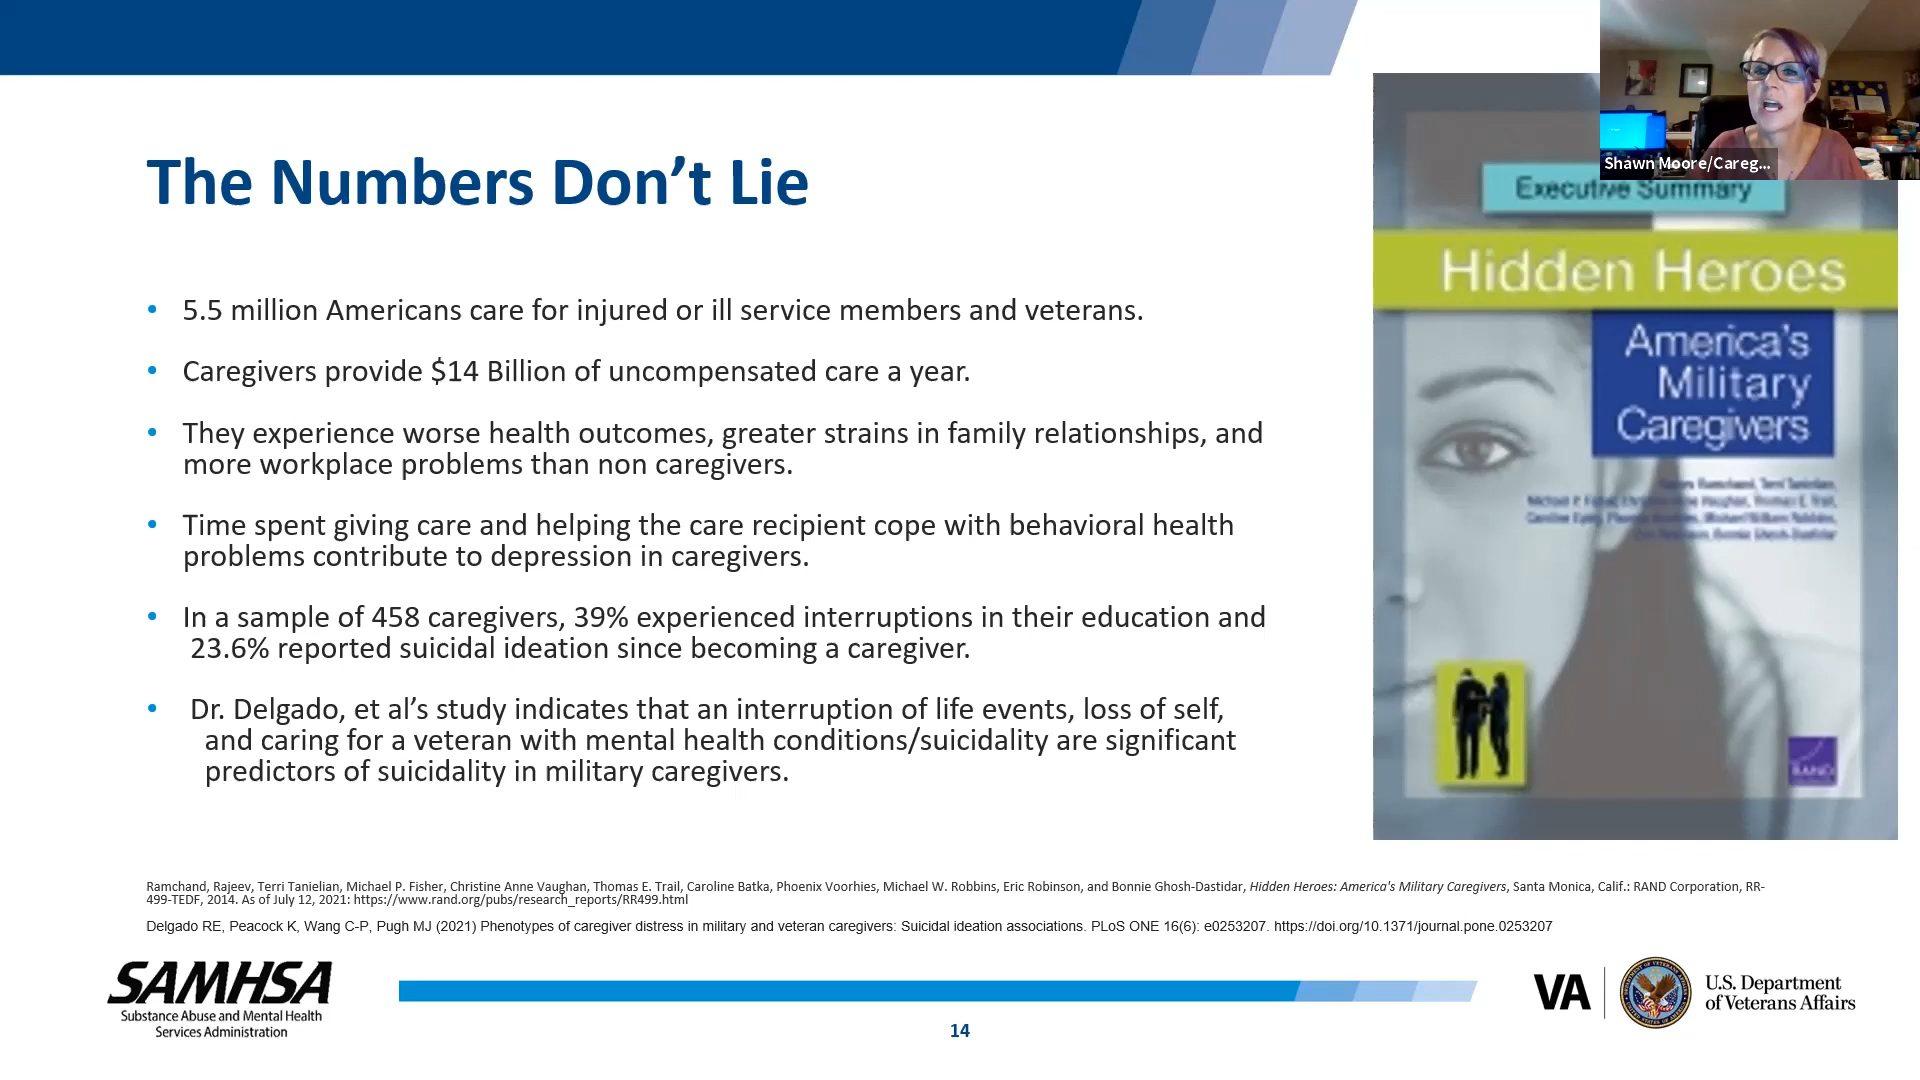 Shawn Moore/Careg...
The Numbers Don’t Lie
• 5.5 million Americans care for injured or ill service members and veterans.
• Caregivers provide $14 Billion of uncompensated care a year.
• They experience worse health outcomes, greater strains in family relationships, and
more workplace problems than non caregivers.
• Time spent giving care and helping the care recipient cope with behavioral health
problems contribute to depression in caregivers.
• In a sample of 458 caregivers, 39% experienced interruptions in their education and
23.6% reported suicidal ideation since becoming a caregiver.
• Dr. Delgado, et al’s study indicates that an interruption of life events, loss of self,
and caring for a veteran with mental health conditions/suicidality are significant
predictors of suicidality in military caregivers.
Executive Summary
Hidden Heroes
America’s
Military
Caregivers
RAND
Ramchand, Rajeev, Terri Tanielian, Michael P. Fisher, Christine Anne Vaughan, Thomas E. Trail, Caroline Batka, Phoenix Voorhies, Michael W. Robbins, Eric Robinson, and Bonnie Ghosh-Dastidar, Hidden Heroes: America's Military Caregivers, Santa Monica, Calif.: RAND Corporation, RR-
499-TEDF, 2014. As of July 12, 2021: https://www.rand.org/pubs/research_reports/RR499.html
Delgado RE, Peacock K, Wang C-P, Pugh MJ (2021) Phenotypes of caregiver distress in military and veteran caregivers: Suicidal ideation associations. PLoS ONE 16(6): e0253207. https://doi.org/10.1371/journal.pone.0253207
SAMHSA
Substance Abuse and Mental Health
Services Administration
14
VA
U.S. Department
of Veterans Affairs